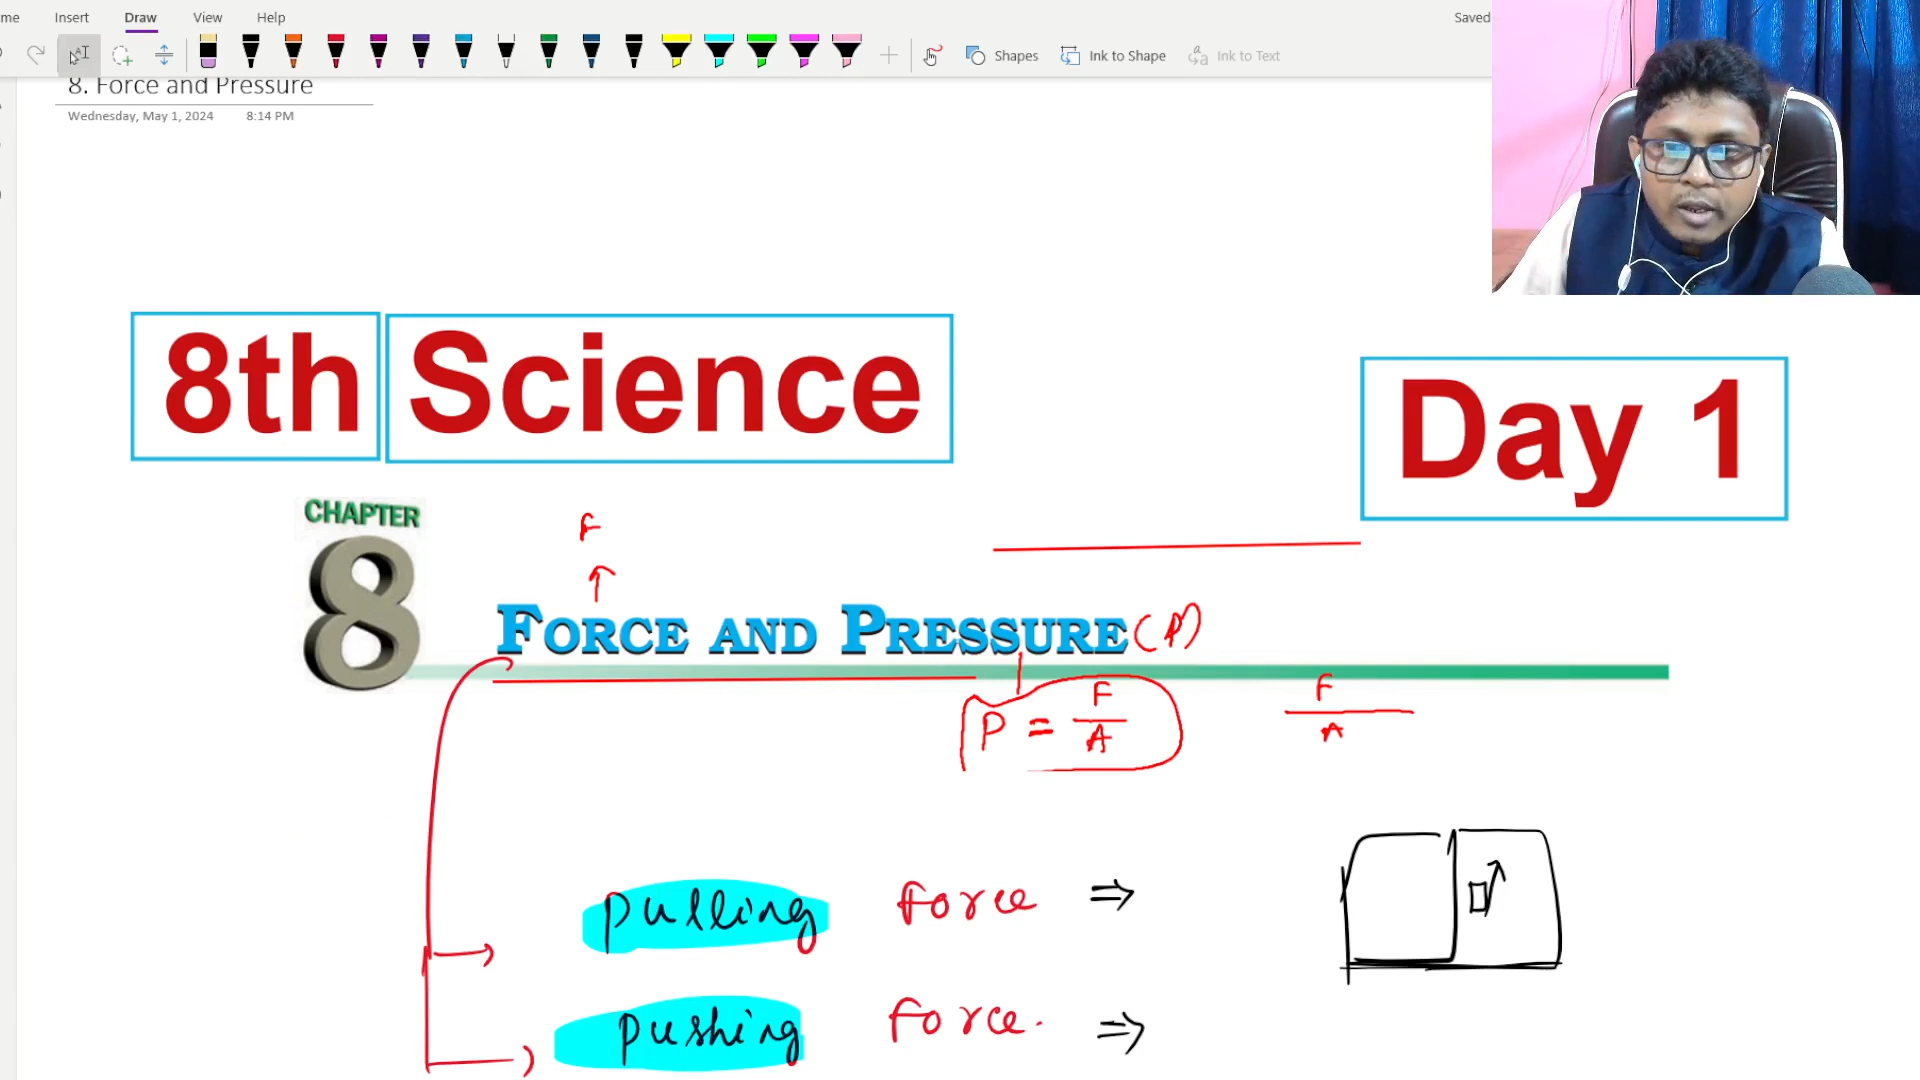 me Insert Draw View Help Saved
Shapes Ink to Shape Ink to Text
8. Force and Pressure
Wednesday, May 1, 2024 8:14 PM
8th Science
Day 1
CHAPTER
8
F
FORCE AND PRESSURE (P)
P = F/A
F/A
pulling force ⇒
pushing force. ⇒